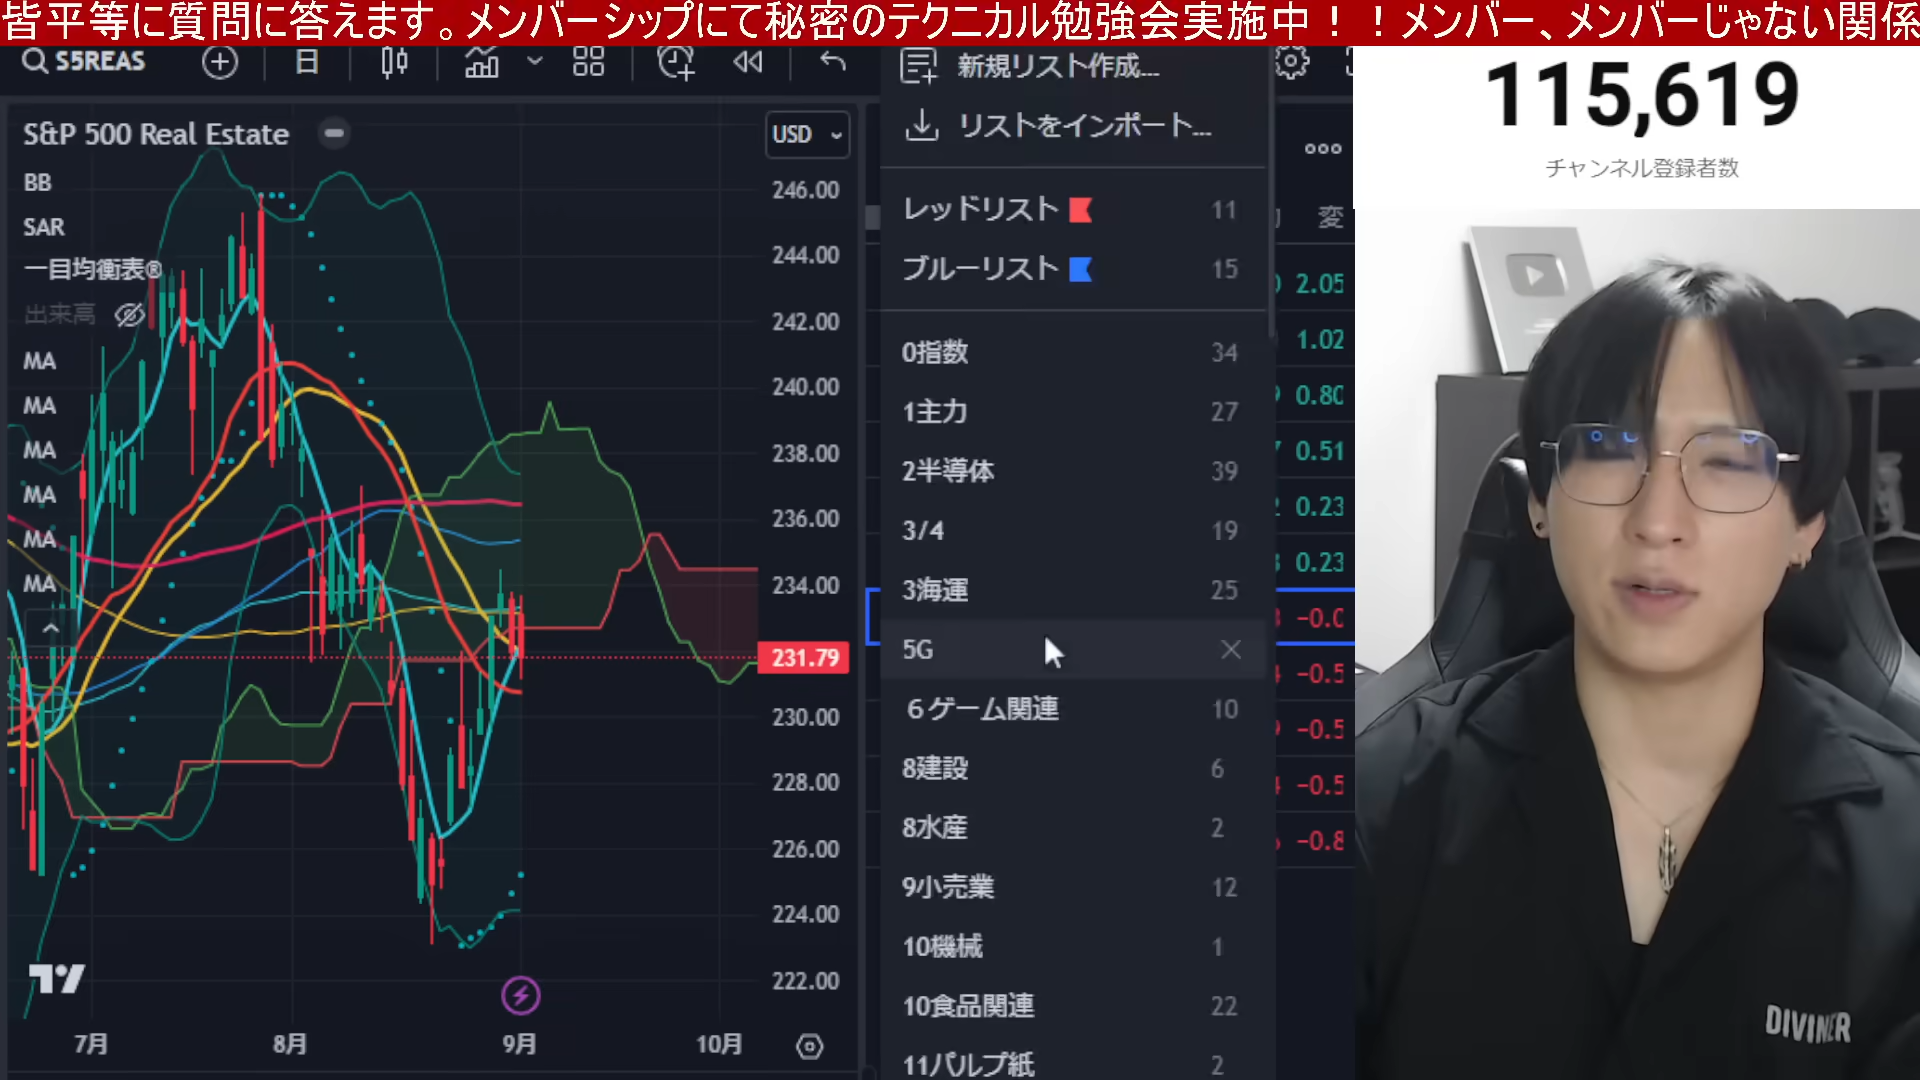 皆平等に質問に答えます。メンバーシップにて秘密のテクニカル勉強会実施中！！メンバー、メンバーじゃない関係
S5REAS
日
S&P 500 Real Estate
USD
BB
SAR
一目均衡表®
出来高
MA
MA
MA
MA
MA
MA
246.00
244.00
242.00
240.00
238.00
236.00
234.00
231.79
230.00
228.00
226.00
224.00
222.00
7月
8月
9月
10月
新規リスト作成...
リストをインポート...
レッドリスト 11
ブルーリスト 15
0指数 34
1主力 27
2半導体 39
3/4 19
3海運 25
5G
６ゲーム関連 10
8建設 6
8水産 2
9小売業 12
10機械 1
10食品関連 22
11パルプ紙 2
変
2.05
1.02
0.80
0.51
0.23
0.23
-0.0
-0.5
-0.5
-0.5
-0.8
115,619
チャンネル登録者数
DIVINER